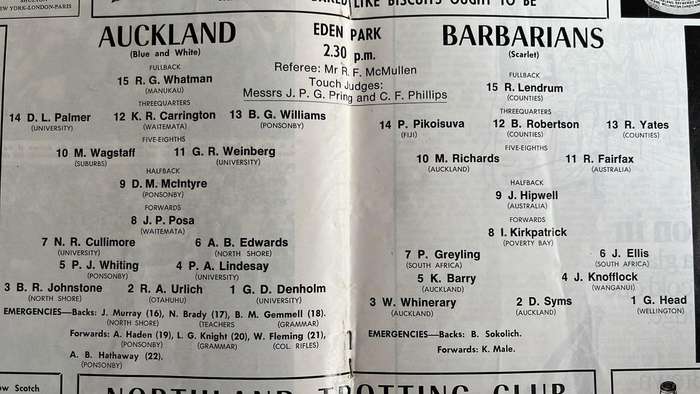 NEW YORK-LONDON-PARIS
LIKE BISCUITS OUGHT TO BE
AUCKLAND
(Blue and White)
FULLBACK
15 R. G. Whatman
(MANUKAU)
THREEQUARTERS
14 D. L. Palmer 12 K. R. Carrington 13 B. G. Williams
(UNIVERSITY) (WAITEMATA) (PONSONBY)
FIVE-EIGHTHS
10 M. Wagstaff 11 G. R. Weinberg
(SUBURBS) (UNIVERSITY)
HALFBACK
9 D. M. McIntyre
(PONSONBY)
FORWARDS
8 J. P. Posa
(WAITEMATA)
7 N. R. Cullimore 6 A. B. Edwards
(UNIVERSITY) (NORTH SHORE)
5 P. J. Whiting 4 P. A. Lindesay
(PONSONBY) (UNIVERSITY)
3 B. R. Johnstone 2 R. A. Urlich 1 G. D. Denholm
(NORTH SHORE) (OTAHUHU) (UNIVERSITY)
EMERGENCIES—Backs: J. Murray (16), N. Brady (17), B. M. Gemmell (18).
(NORTH SHORE) (TEACHERS (GRAMMAR)
Forwards: A. Haden (19), L. G. Knight (20), W. Fleming (21),
(PONSONBY) (GRAMMAR) (COL. RIFLES)
A. B. Hathaway (22).
(PONSONBY)
EDEN PARK
2.30 p.m.
Referee: Mr R. F. McMullen
Touch Judges:
Messrs J. P. G. Pring and C. F. Phillips
BARBARIANS
(Scarlet)
FULLBACK
15 R. Lendrum
(COUNTIES)
THREEQUARTERS
14 P. Pikoisuva 12 B. Robertson 13 R. Yates
(FIJI) (COUNTIES) (COUNTIES)
FIVE-EIGHTHS
10 M. Richards 11 R. Fairfax
(AUCKLAND) (AUSTRALIA)
HALFBACK
9 J. Hipwell
(AUSTRALIA)
FORWARDS
8 I. Kirkpatrick
(POVERTY BAY)
7 P. Greyling 6 J. Ellis
(SOUTH AFRICA) (SOUTH AFRICA)
5 K. Barry 4 J. Knofflock
(AUCKLAND) (WANGANUI)
3 W. Whinerary 2 D. Syms 1 G. Head
(AUCKLAND) (AUCKLAND) (WELLINGTON)
EMERGENCIES—Backs: B. Sokolich.
Forwards: K. Male.
ow Scotch
NORTHLAND TROTTING CLUB